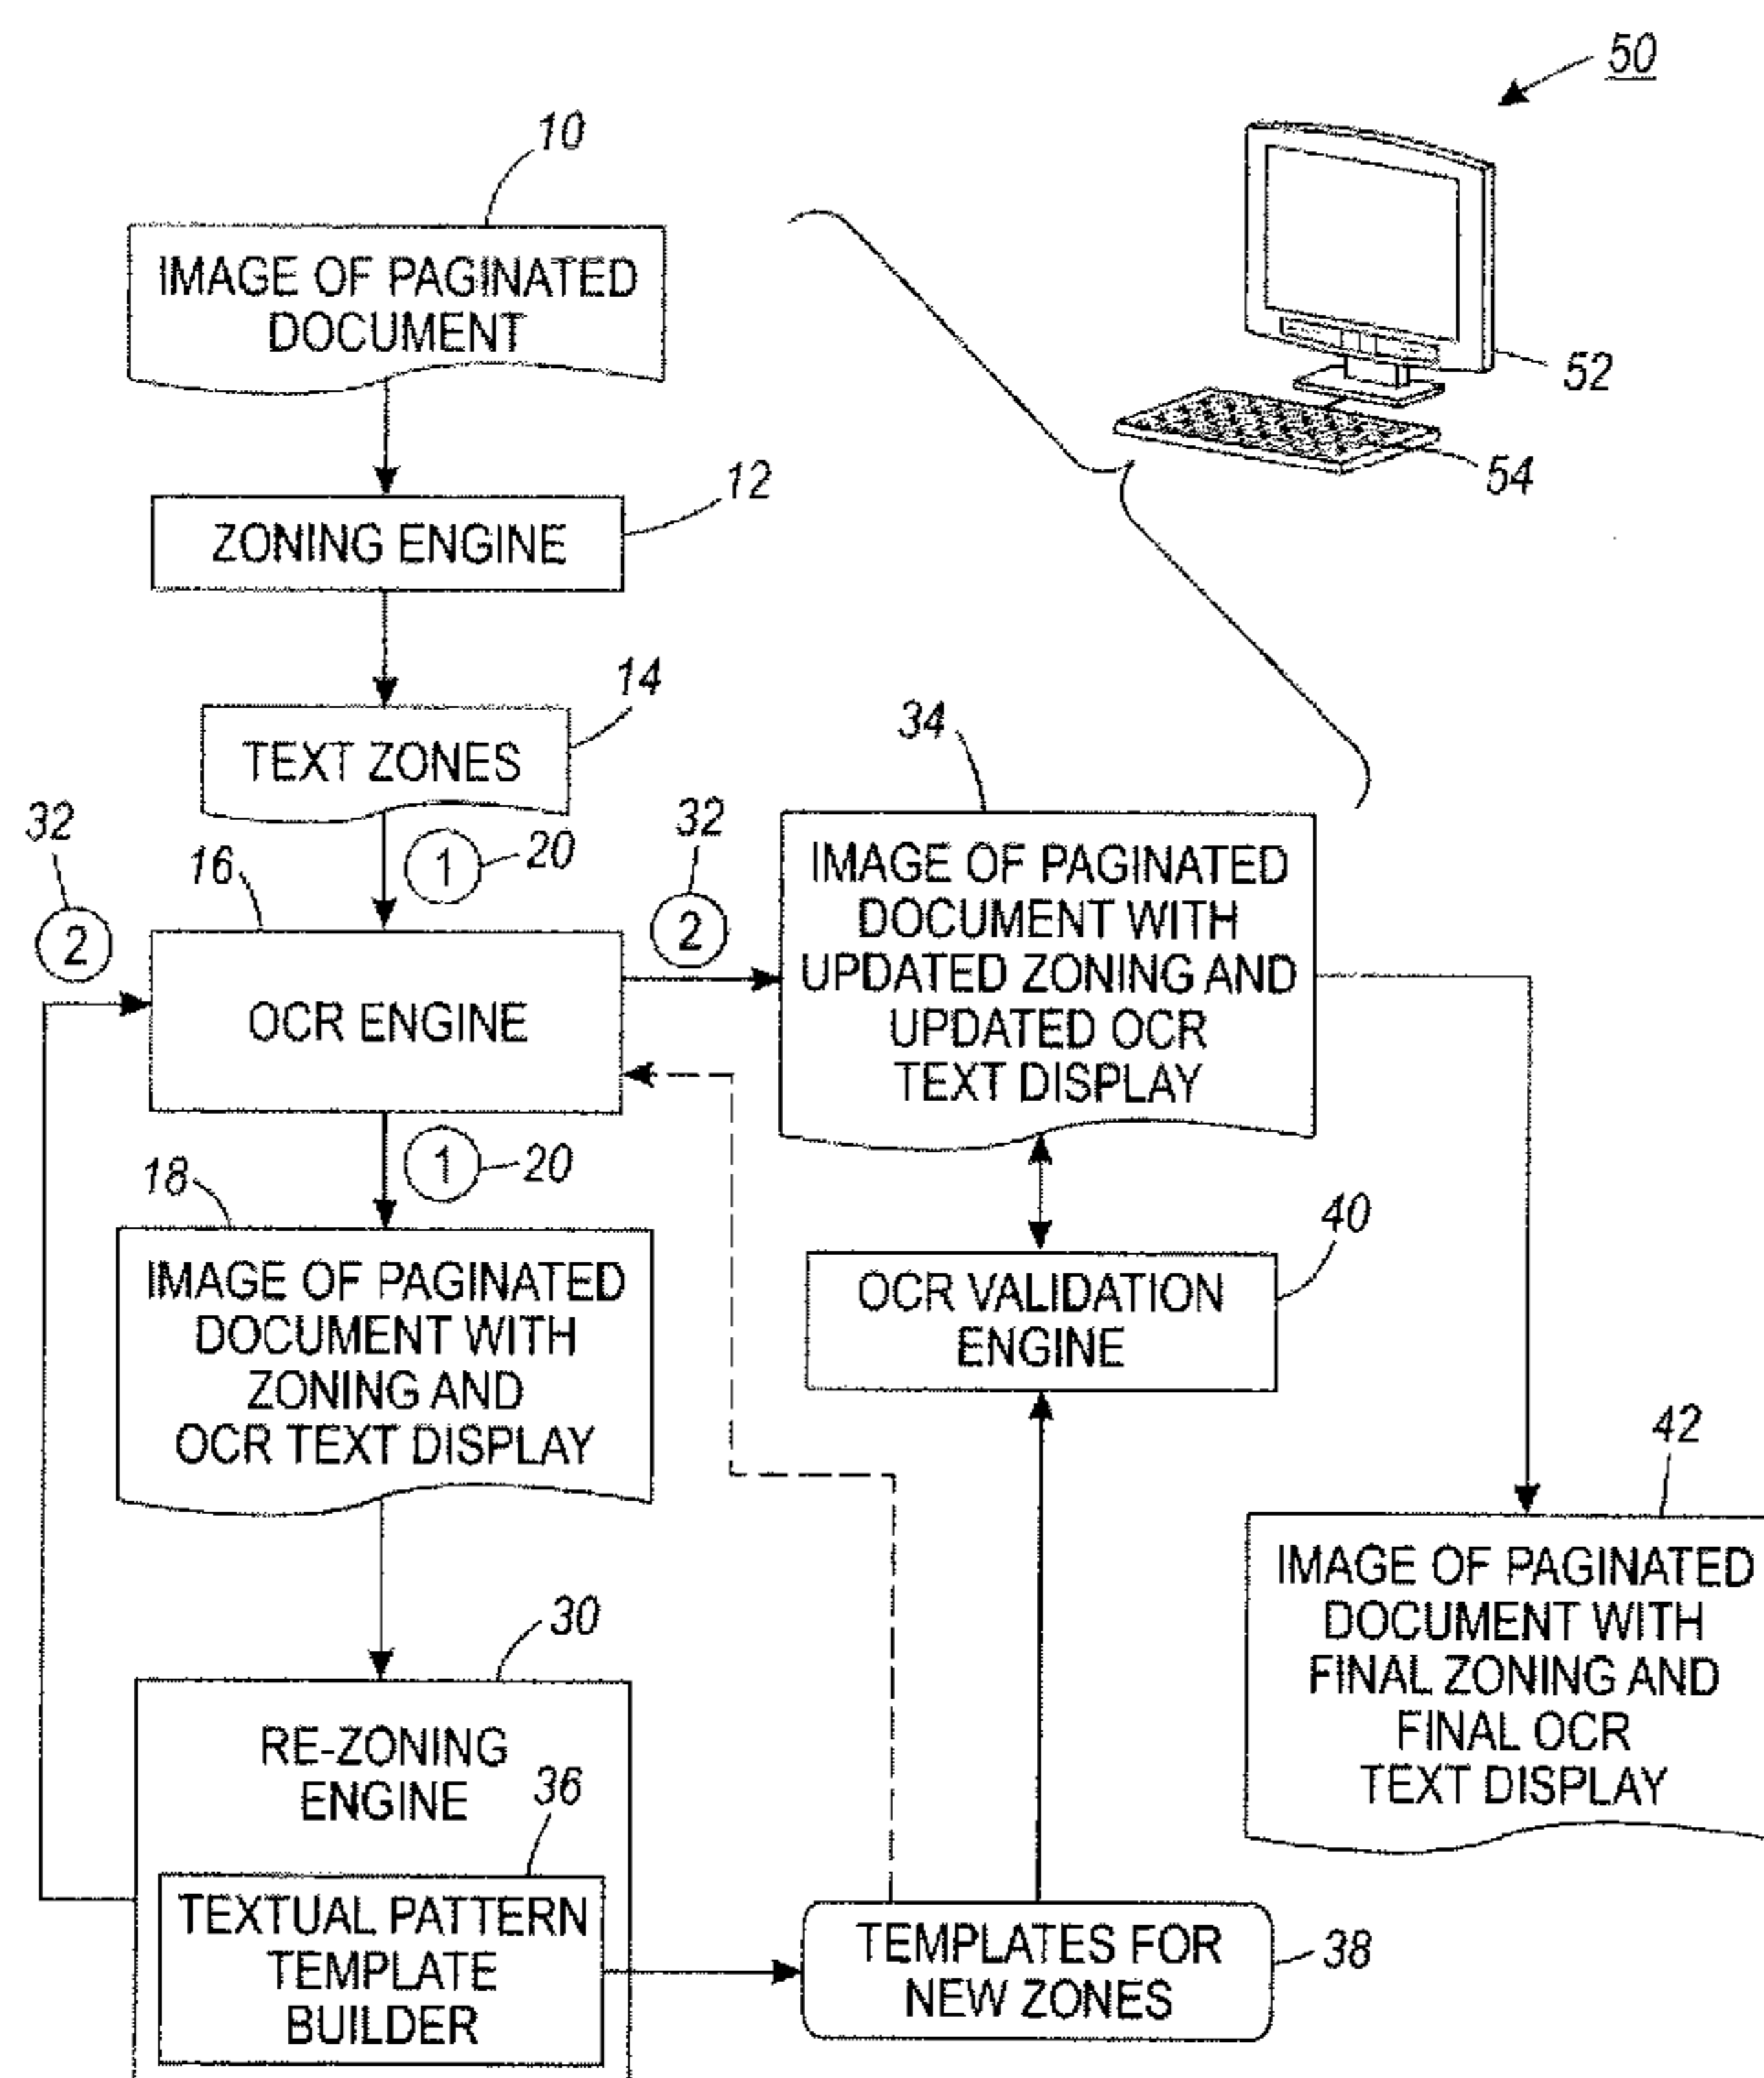 50
10
IMAGE OF PAGINATED
DOCUMENT
52
54
12
ZONING ENGINE
14
TEXT ZONES
34
32
16
1 20
32
2
2
OCR ENGINE
IMAGE OF PAGINATED
DOCUMENT WITH
UPDATED ZONING AND
UPDATED OCR
TEXT DISPLAY
1 20
18
IMAGE OF PAGINATED
DOCUMENT WITH
ZONING AND
OCR TEXT DISPLAY
40
OCR VALIDATION
ENGINE
42
IMAGE OF PAGINATED
DOCUMENT WITH
FINAL ZONING AND
FINAL OCR
TEXT DISPLAY
30
RE-ZONING
ENGINE
36
TEXTUAL PATTERN
TEMPLATE
BUILDER
TEMPLATES FOR
NEW ZONES
38